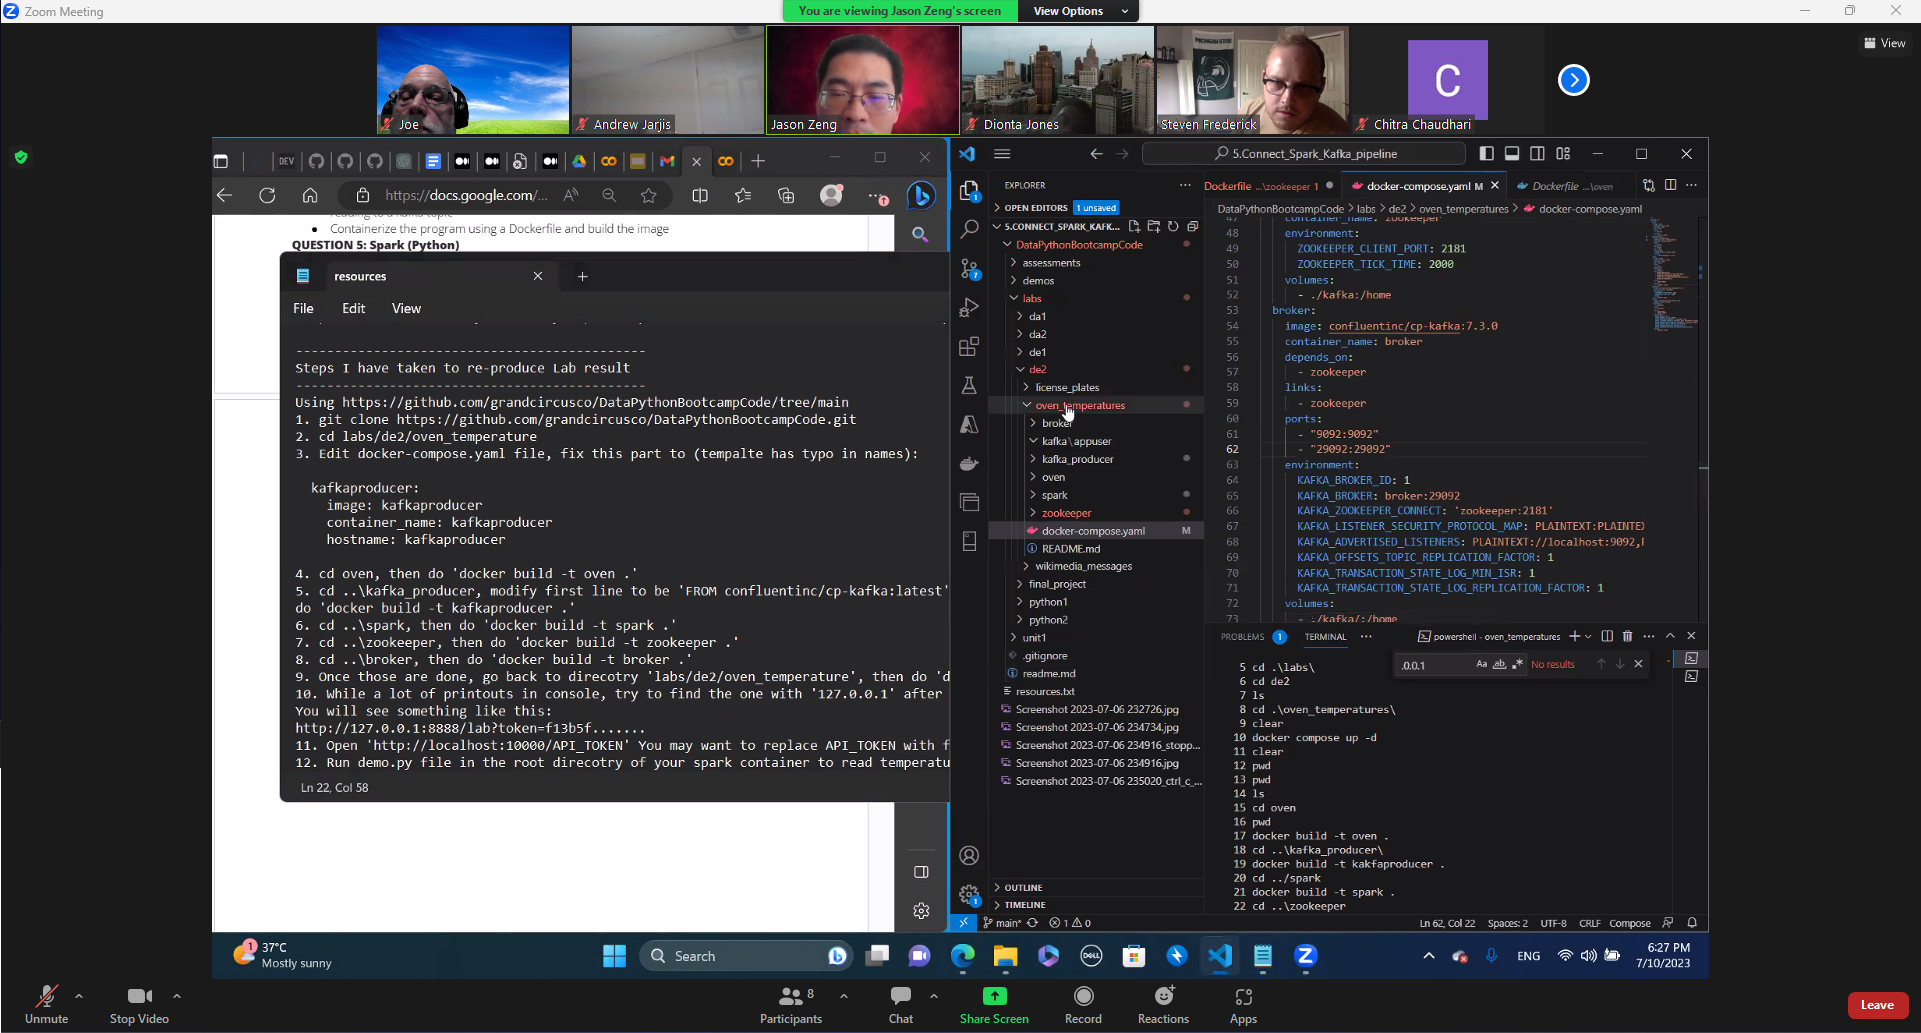 Zoom Meeting
You are viewing Jason Zeng's screen
View Options
View
Joe
Andrew Jarjis
Jason Zeng
Dionta Jones
Steven Frederick
C
Chitra Chaudhari
DEV
https://docs.google.com/...
Containerize the program using a Dockerfile and build the image
QUESTION 5: Spark (Python)
resources
File Edit View
---------------------------------------------
Steps I have taken to re-produce Lab result
---------------------------------------------
Using https://github.com/grandcircusco/DataPythonBootcampCode/tree/main
1. git clone https://github.com/grandcircusco/DataPythonBootcampCode.git
2. cd labs/de2/oven_temperature
3. Edit docker-compose.yaml file, fix this part to (tempalte has typo in names):
kafkaproducer:
image: kafkaproducer
container_name: kafkaproducer
hostname: kafkaproducer
4. cd oven, then do 'docker build -t oven .'
5. cd ..\kafka_producer, modify first line to be 'FROM confluentinc/cp-kafka:latest'
do 'docker build -t kafkaproducer .'
6. cd ..\spark, then do 'docker build -t spark .'
7. cd ..\zookeeper, then do 'docker build -t zookeeper .'
8. cd ..\broker, then do 'docker build -t broker .'
9. Once those are done, go back to direcotry 'labs/de2/oven_temperature', then do 'd
10. While a lot of printouts in console, try to find the one with '127.0.0.1' after
You will see something like this:
http://127.0.0.1:8888/lab?token=f13b5f.......
11. Open 'http://localhost:10000/API_TOKEN' You may want to replace API_TOKEN with f
12. Run demo.py file in the root direcotry of your spark container to read temperatu
Ln 22, Col 58
5.Connect_Spark_Kafka_pipeline
EXPLORER
OPEN EDITORS 1 unsaved
5.CONNECT_SPARK_KAFK...
DataPythonBootcampCode
assessments
demos
labs
da1
da2
de1
de2
license_plates
oven_temperatures
broker
kafka \ appuser
kafka_producer
oven
spark
zookeeper
docker-compose.yaml M
README.md
wikimedia_messages
final_project
python1
python2
unit1
.gitignore
readme.md
resources.txt
Screenshot 2023-07-06 232726.jpg
Screenshot 2023-07-06 234734.jpg
Screenshot 2023-07-06 234916_stopp...
Screenshot 2023-07-06 234916.jpg
Screenshot 2023-07-06 235020_ctrl_c_...
OUTLINE
TIMELINE
Dockerfile ...\zookeeper 1
docker-compose.yaml M
Dockerfile ...\oven
DataPythonBootcampCode > labs > de2 > oven_temperatures > docker-compose.yaml
47 container_name: zookeeper
48 environment:
49 ZOOKEEPER_CLIENT_PORT: 2181
50 ZOOKEEPER_TICK_TIME: 2000
51 volumes:
52 - ./kafka:/home
53 broker:
54 image: confluentinc/cp-kafka:7.3.0
55 container_name: broker
56 depends_on:
57 - zookeeper
58 links:
59 - zookeeper
60 ports:
61 - "9092:9092"
62 - "29092:29092"
63 environment:
64 KAFKA_BROKER_ID: 1
65 KAFKA_BROKER: broker:29092
66 KAFKA_ZOOKEEPER_CONNECT: 'zookeeper:2181'
67 KAFKA_LISTENER_SECURITY_PROTOCOL_MAP: PLAINTEXT:PLAINTEX
68 KAFKA_ADVERTISED_LISTENERS: PLAINTEXT://localhost:9092,
69 KAFKA_OFFSETS_TOPIC_REPLICATION_FACTOR: 1
70 KAFKA_TRANSACTION_STATE_LOG_MIN_ISR: 1
71 KAFKA_TRANSACTION_STATE_LOG_REPLICATION_FACTOR: 1
72 volumes:
73 - ./kafka/:/home
PROBLEMS 1 TERMINAL powershell - oven_temperatures
.0.0.1 Aa ab .* No results
5 cd .\labs\
6 cd de2
7 ls
8 cd .\oven_temperatures\
9 clear
10 docker compose up -d
11 clear
12 pwd
13 pwd
14 ls
15 cd oven
16 pwd
17 docker build -t oven .
18 cd ..\kafka_producer\
19 docker build -t kakfaproducer .
20 cd ../spark
21 docker build -t spark .
22 cd ..\zookeeper
main* 1 0 Ln 62, Col 22 Spaces: 2 UTF-8 CRLF Compose
1 37°C
Mostly sunny
Search
DELL
ENG
6:27 PM
7/10/2023
Unmute
Stop Video
8
Participants
Chat
Share Screen
Record
Reactions
Apps
Leave